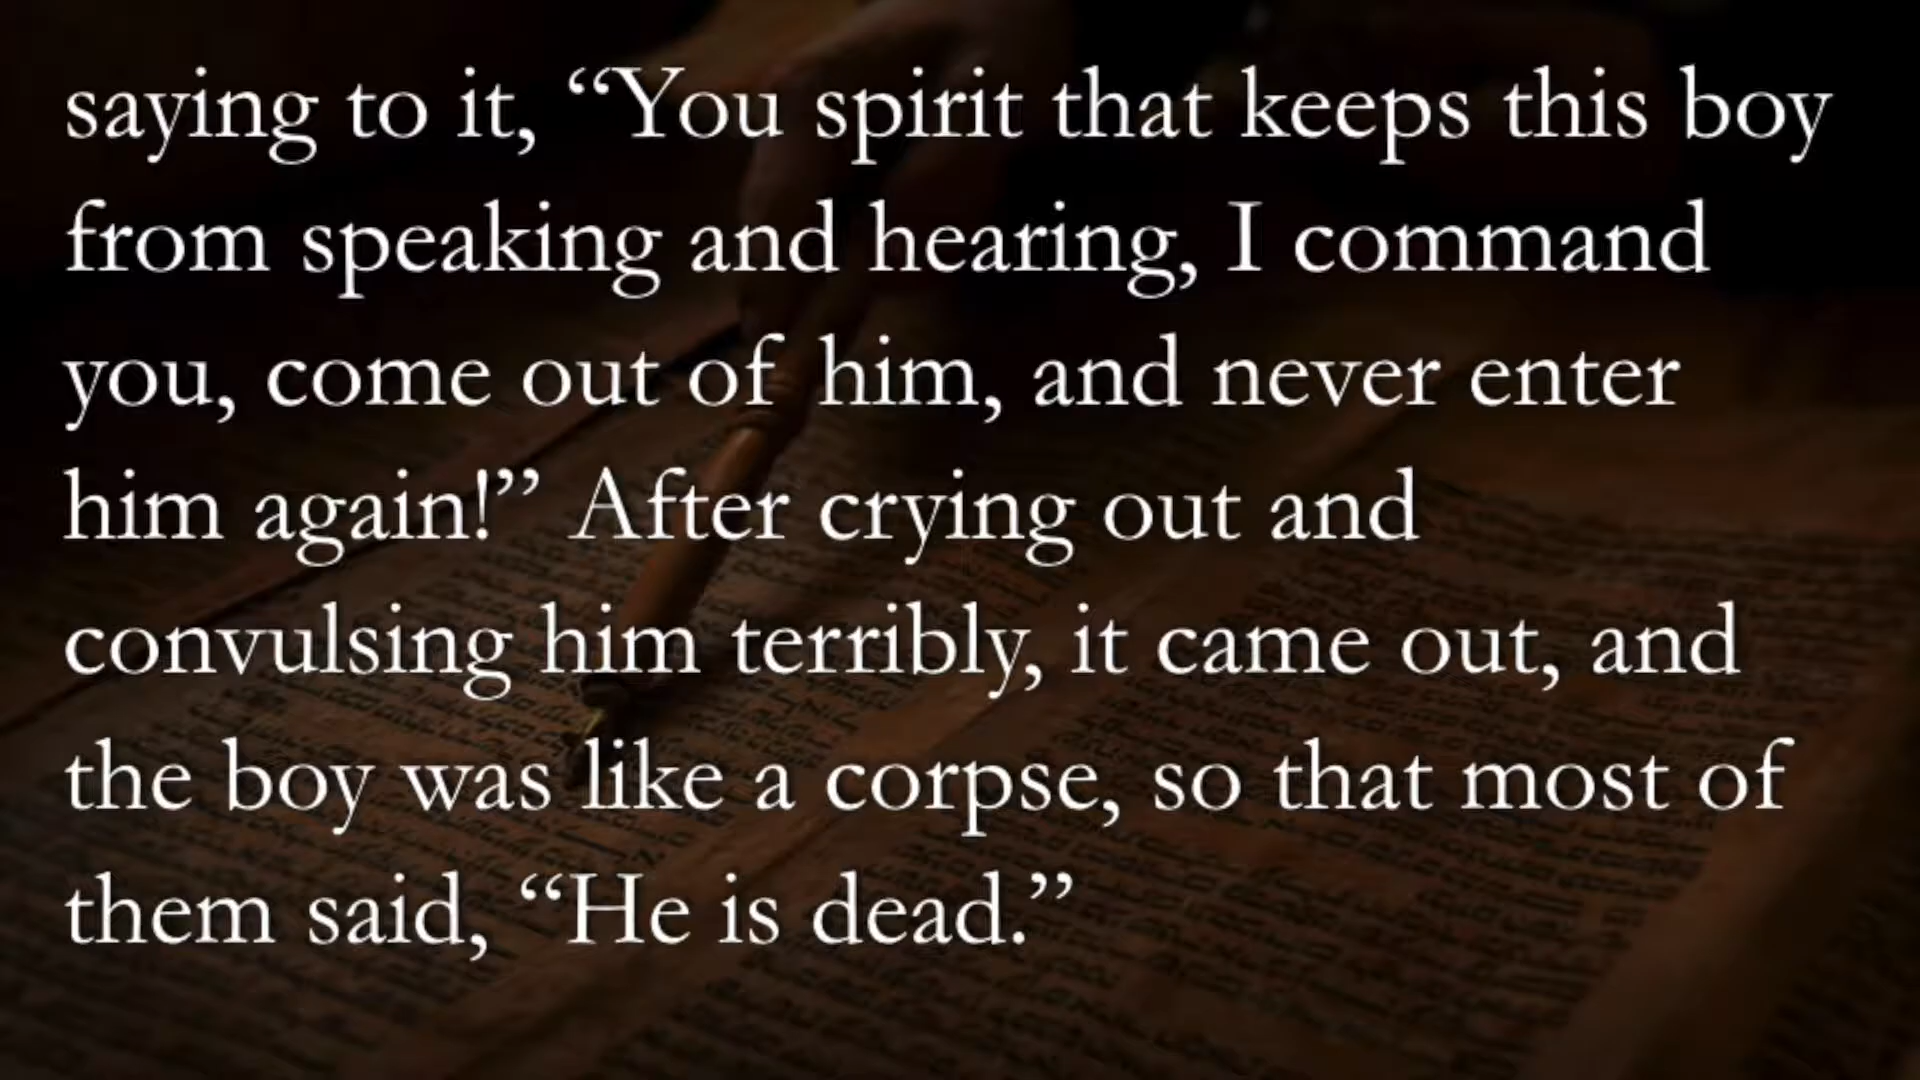 saying to it, “You spirit that keeps this boy
from speaking and hearing, I command
you, come out of him, and never enter
him again!”  After crying out and
convulsing him terribly, it came out, and
the boy was like a corpse, so that most of
them said, “He is dead.”